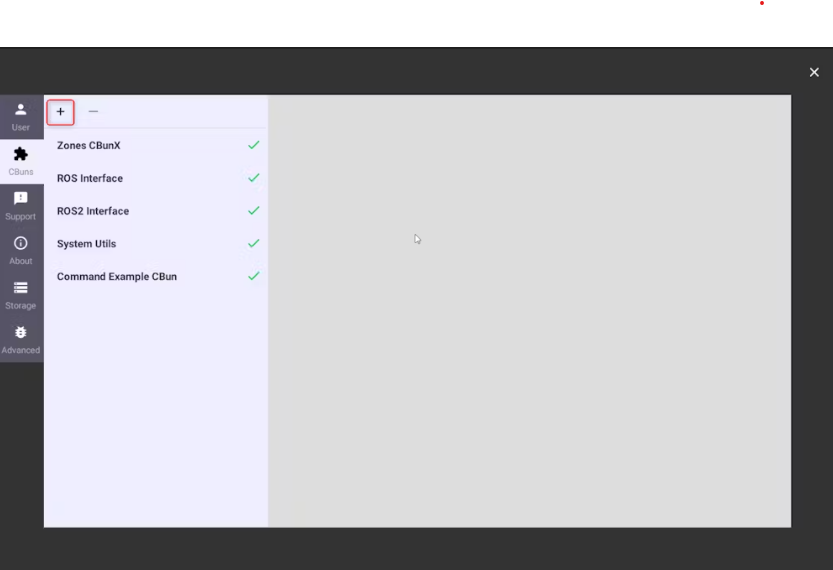 User
CBuns
Support
About
Storage
Advanced
Zones CBunX
ROS Interface
ROS2 Interface
System Utils
Command Example CBun